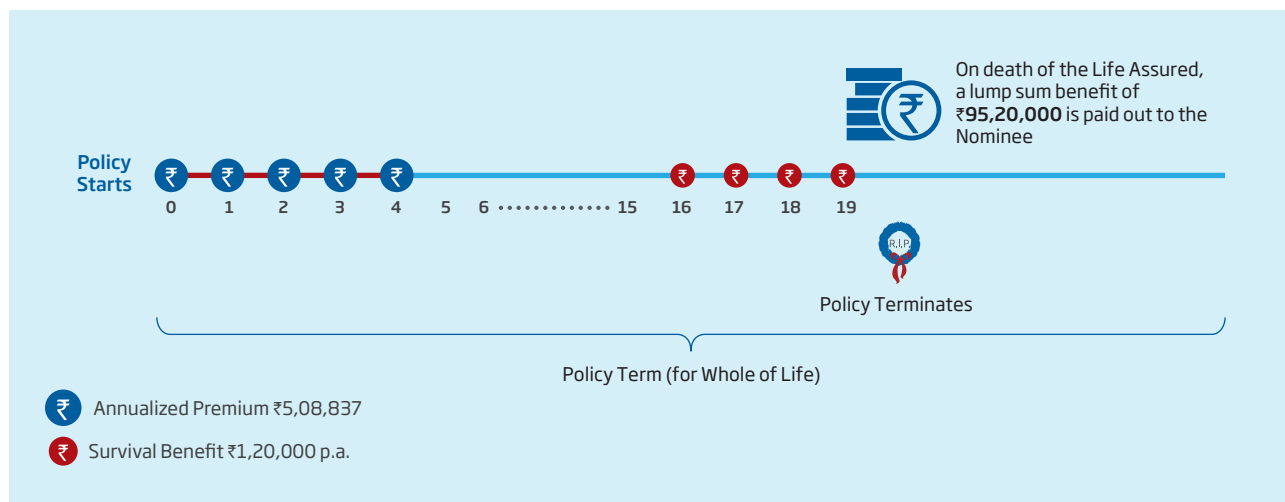 On death of the Life Assured,
a lump sum benefit of
₹95,20,000 is paid out to the
Nominee
Policy
Starts
₹ ₹ ₹ ₹ ₹ ₹ ₹ ₹ ₹
0 1 2 3 4 5 6 ............. 15 16 17 18 19
R.I.P.
Policy Terminates
Policy Term (for Whole of Life)
₹ Annualized Premium ₹5,08,837
₹ Survival Benefit ₹1,20,000 p.a.